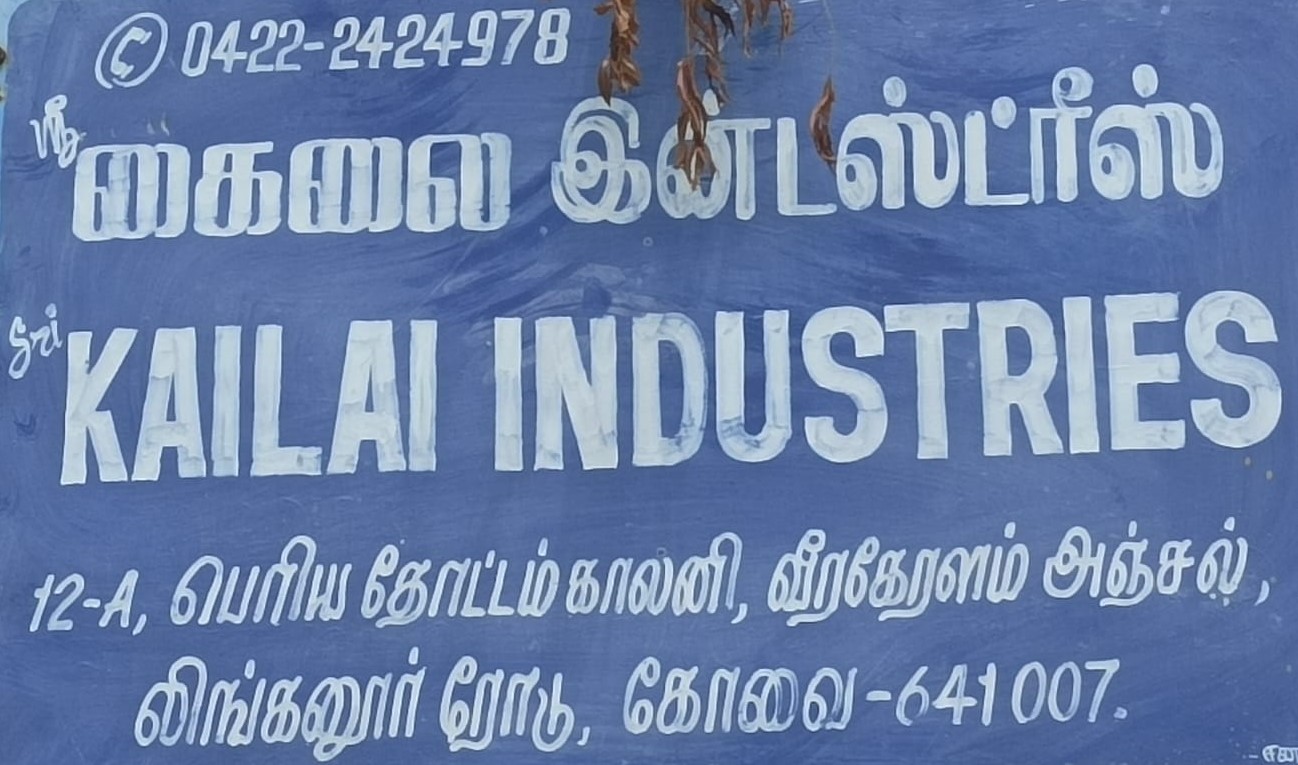 ✆ 0422-2424978
ஸ்ரீ கைலை இன்டஸ்ட்ரீஸ்
Sri KAILAI INDUSTRIES
12-A, பெரிய தோட்டம் காலனி, வீரகேரளம் அஞ்சல்,
லிங்கனூர் ரோடு, கோவை-641 007.